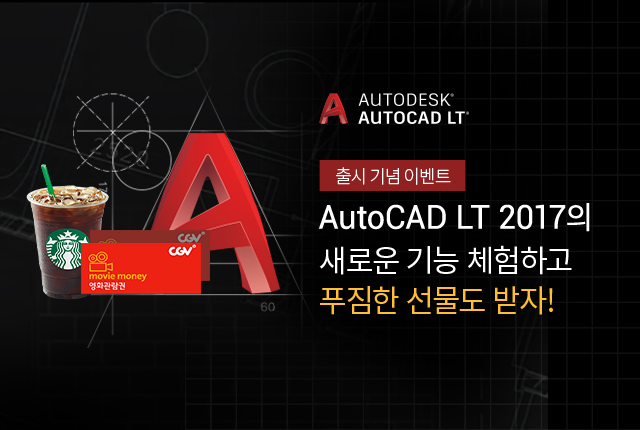 AUTODESK®
AUTOCAD LT®
출시 기념 이벤트
AutoCAD LT 2017의
새로운 기능 체험하고
푸짐한 선물도 받자!
CGV
CGV
movie money
영화관람권
60